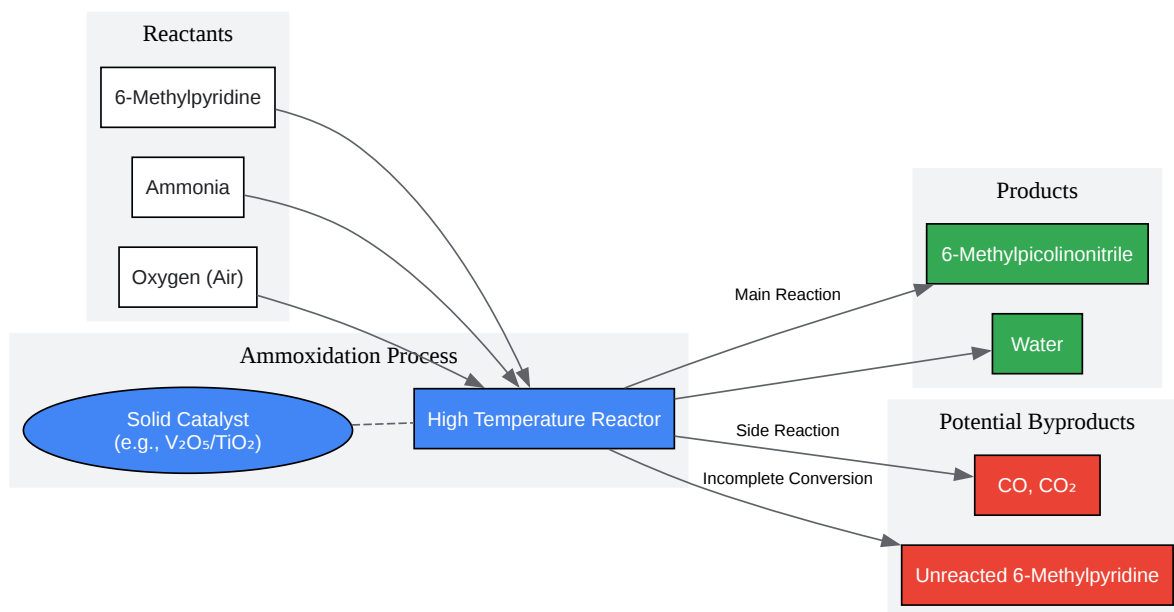 Reactants
6-Methylpyridine
Ammonia
Oxygen (Air)
Ammoxidation Process
Solid Catalyst
(e.g., V₂O₅/TiO₂)
High Temperature Reactor
Main Reaction
Side Reaction
Incomplete Conversion
Products
6-Methylpicolinonitrile
Water
Potential Byproducts
CO, CO₂
Unreacted 6-Methylpyridine